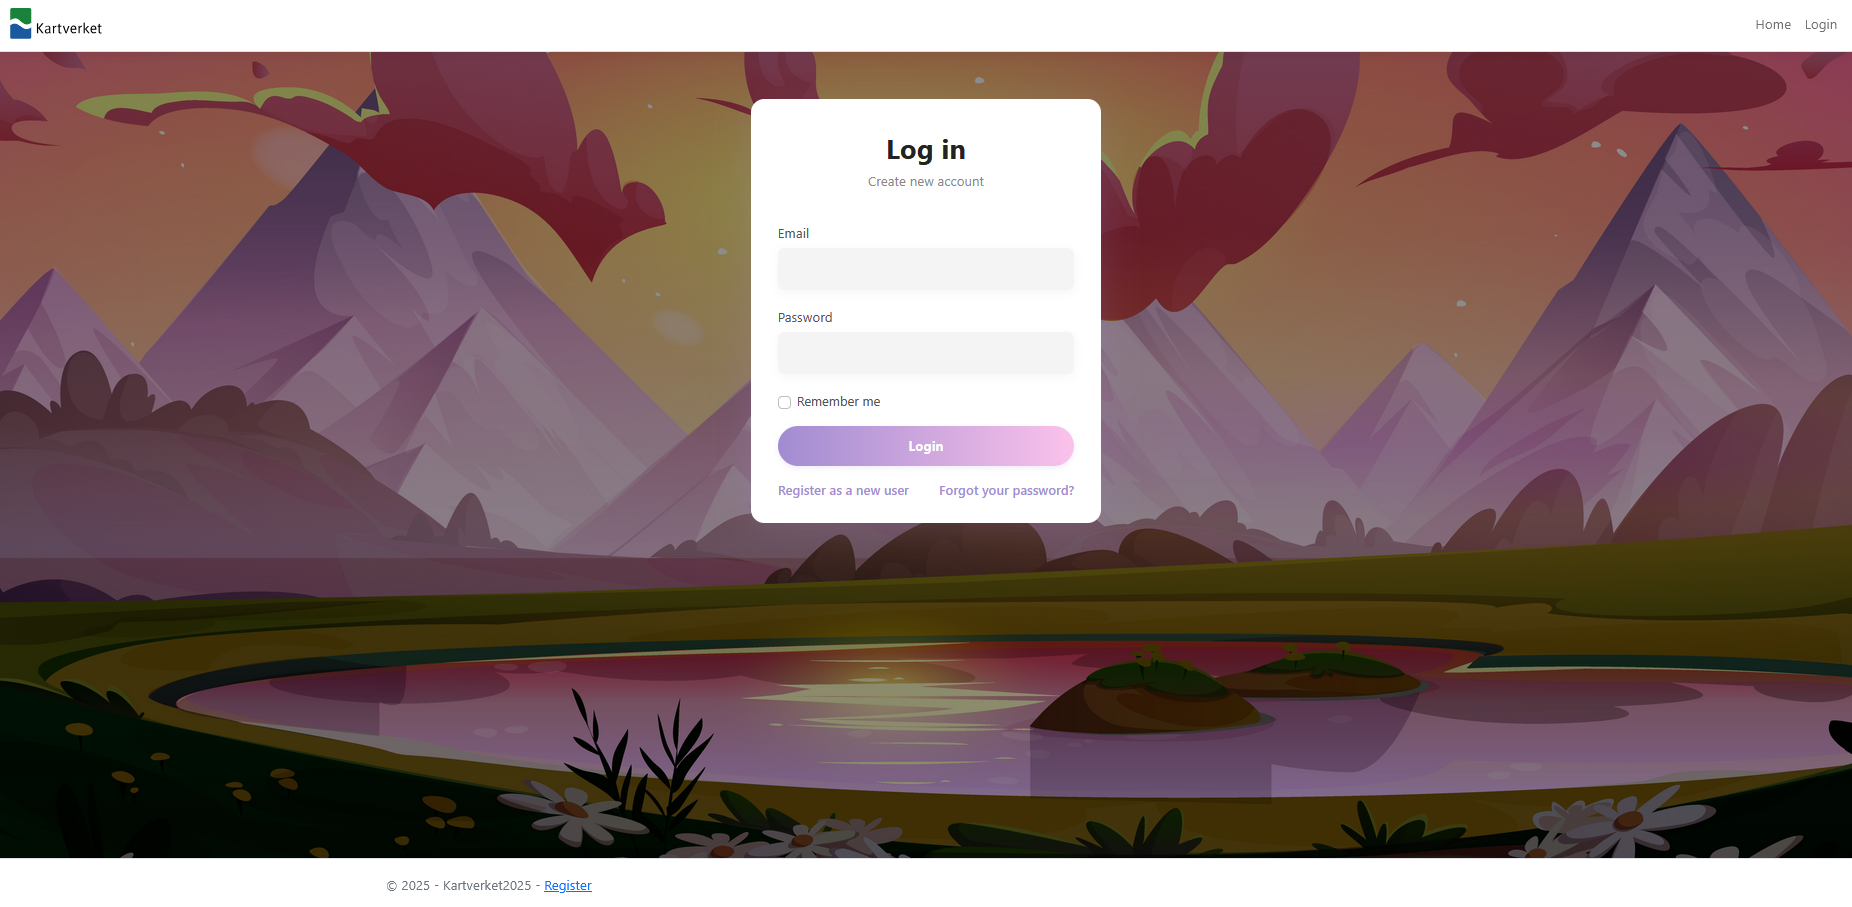 Kartverket
Home Login
Log in
Create new account
Email
Password
Remember me
Login
Register as a new user Forgot your password?
© 2025 - Kartverket2025 - Register